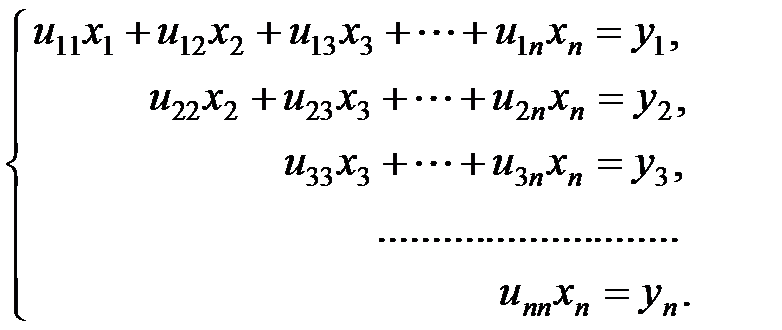 u₁₁x₁ + u₁₂x₂ + u₁₃x₃ + ⋯ + u₁ₙxₙ = y₁,
u₂₂x₂ + u₂₃x₃ + ⋯ + u₂ₙxₙ = y₂,
u₃₃x₃ + ⋯ + u₃ₙxₙ = y₃,
............................
uₙₙxₙ = yₙ.